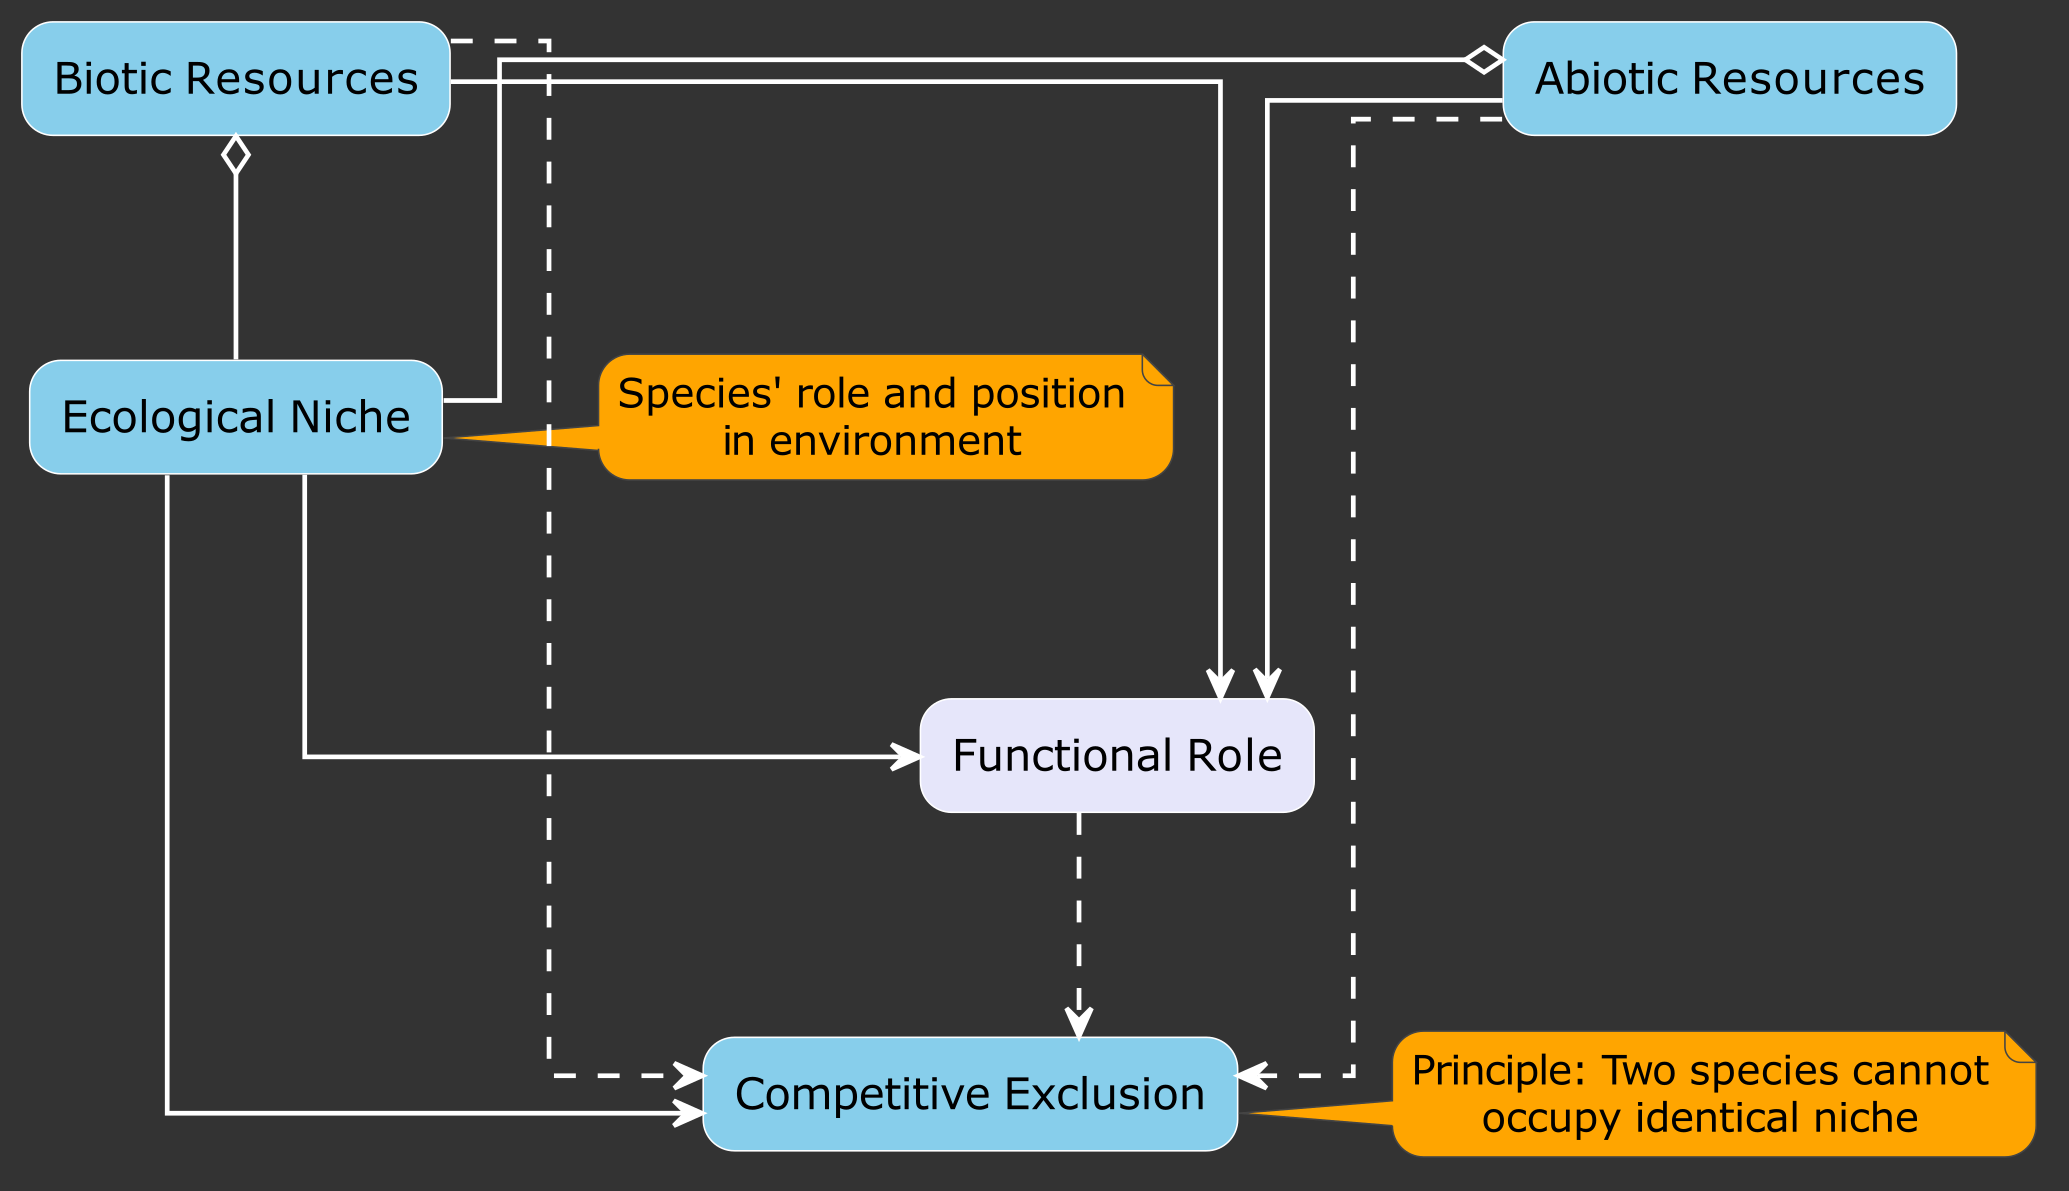 Biotic Resources
Abiotic Resources
Ecological Niche
Species' role and position
in environment
Functional Role
Competitive Exclusion
Principle: Two species cannot
occupy identical niche